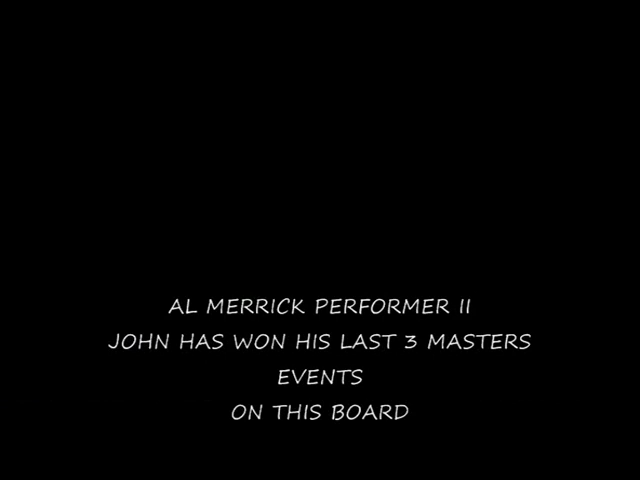 AL MERRICK PERFORMER II
JOHN HAS WON HIS LAST 3 MASTERS
EVENTS
ON THIS BOARD